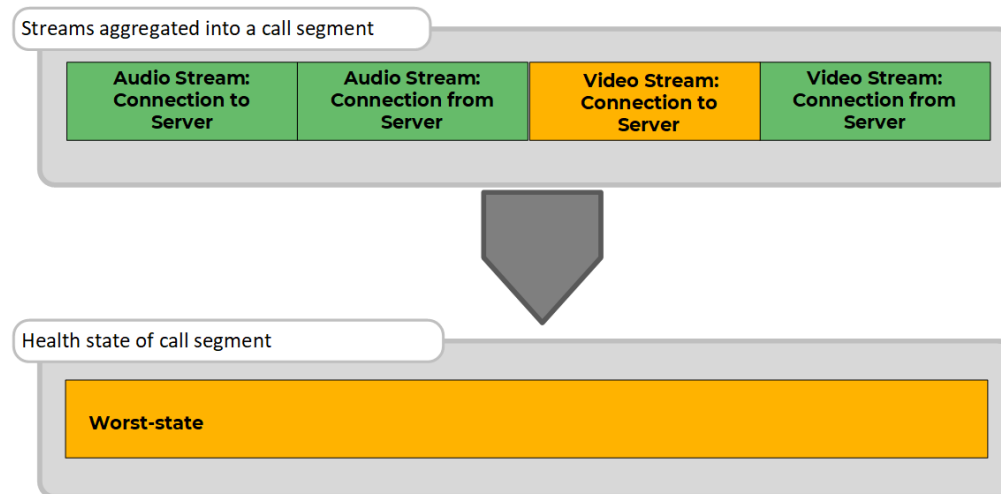 Streams aggregated into a call segment
Audio Stream:
Connection to
Server
Audio Stream:
Connection from
Server
Video Stream:
Connection to
Server
Video Stream:
Connection from
Server
Health state of call segment
Worst-state